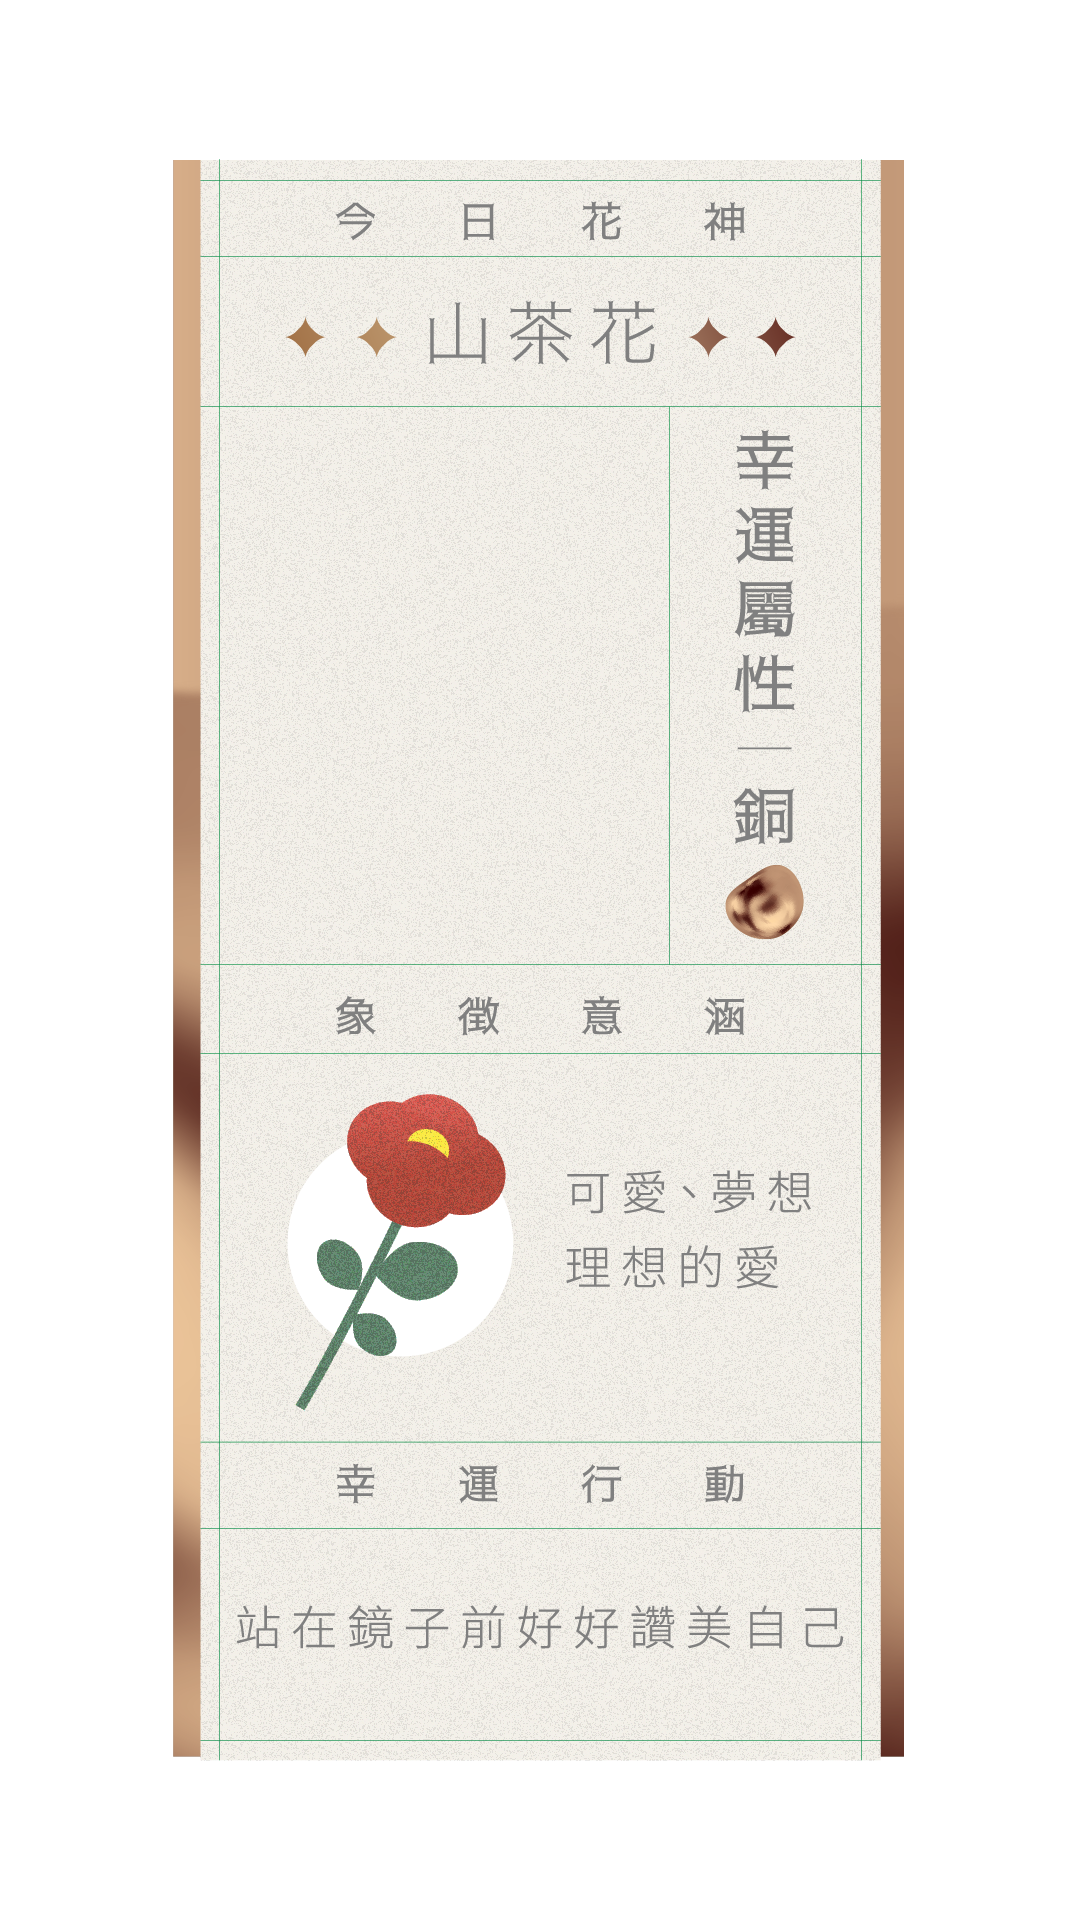 今日花神
山茶花
幸運屬性｜銅
象徵意涵
可愛、夢想
理想的愛
幸運行動
站在鏡子前好好讚美自己